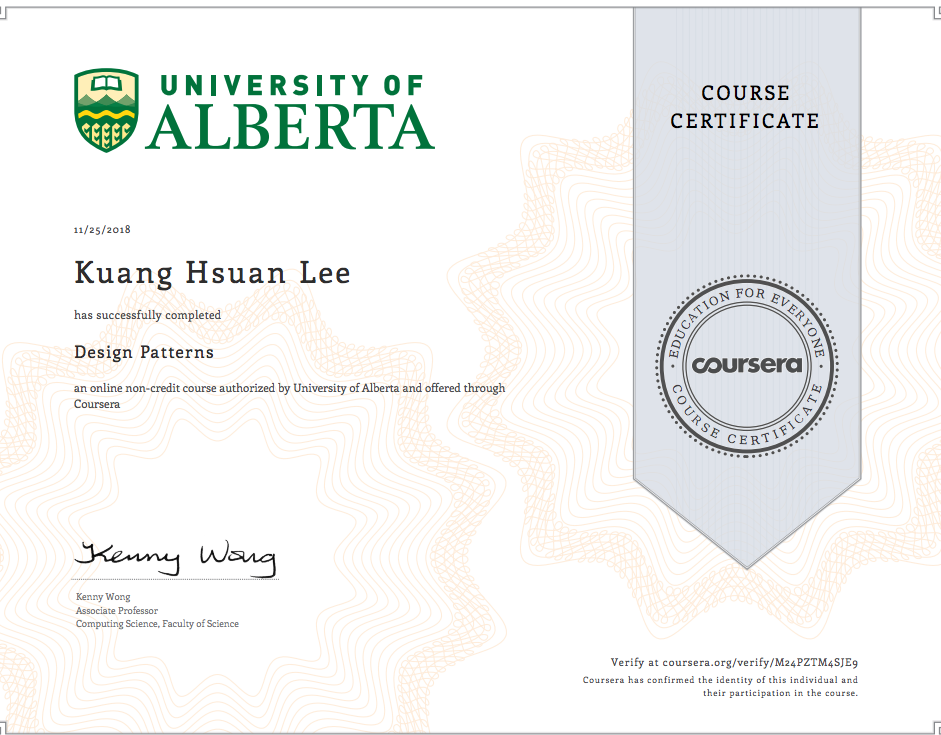 UNIVERSITY OF
ALBERTA
COURSE
CERTIFICATE
11/25/2018
Kuang Hsuan Lee
has successfully completed
Design Patterns
an online non-credit course authorized by University of Alberta and offered through
Coursera
EDUCATION FOR EVERYONE
coursera
COURSE CERTIFICATE
Kenny Wong
Kenny Wong
Associate Professor
Computing Science, Faculty of Science
Verify at coursera.org/verify/M24PZTM4SJE9
Coursera has confirmed the identity of this individual and
their participation in the course.